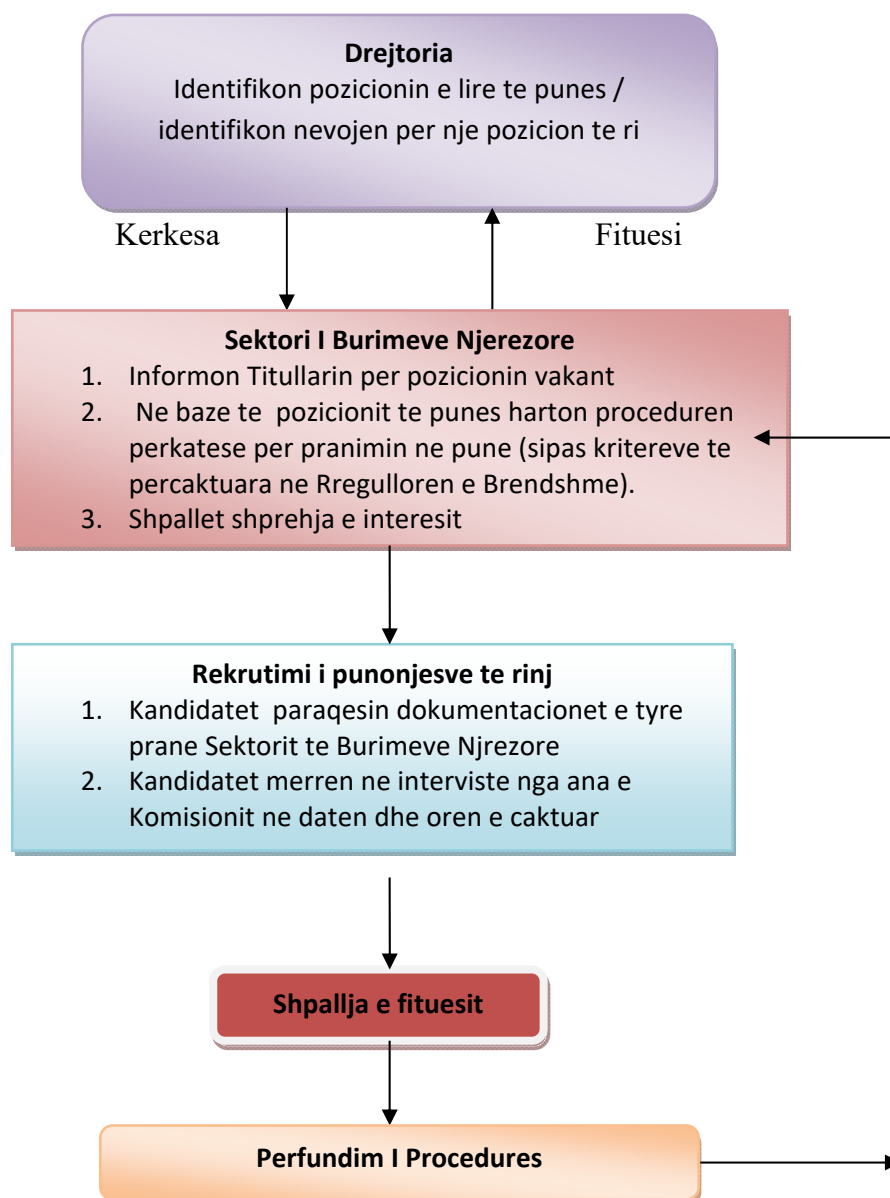 Drejtoria
Identifikon pozicionin e lire te punes /
identifikon nevojen per nje pozicion te ri
Kerkesa
Fituesi
Sektori I Burimeve Njerezore
1. Informon Titullarin per pozicionin vakant
2. Ne baze te pozicionit te punes harton proceduren
perkatese per pranimin ne pune (sipas kritereve te
percaktuara ne Rregulloren e Brendshme).
3. Shpallet shprehja e interesit
Rekrutimi i punonjesve te rinj
1. Kandidatet paraqesin dokumentacionet e tyre
prane Sektorit te Burimeve Njrezore
2. Kandidatet merren ne interviste nga ana e
Komisionit ne daten dhe oren e caktuar
Shpallja e fituesit
Perfundim I Procedures